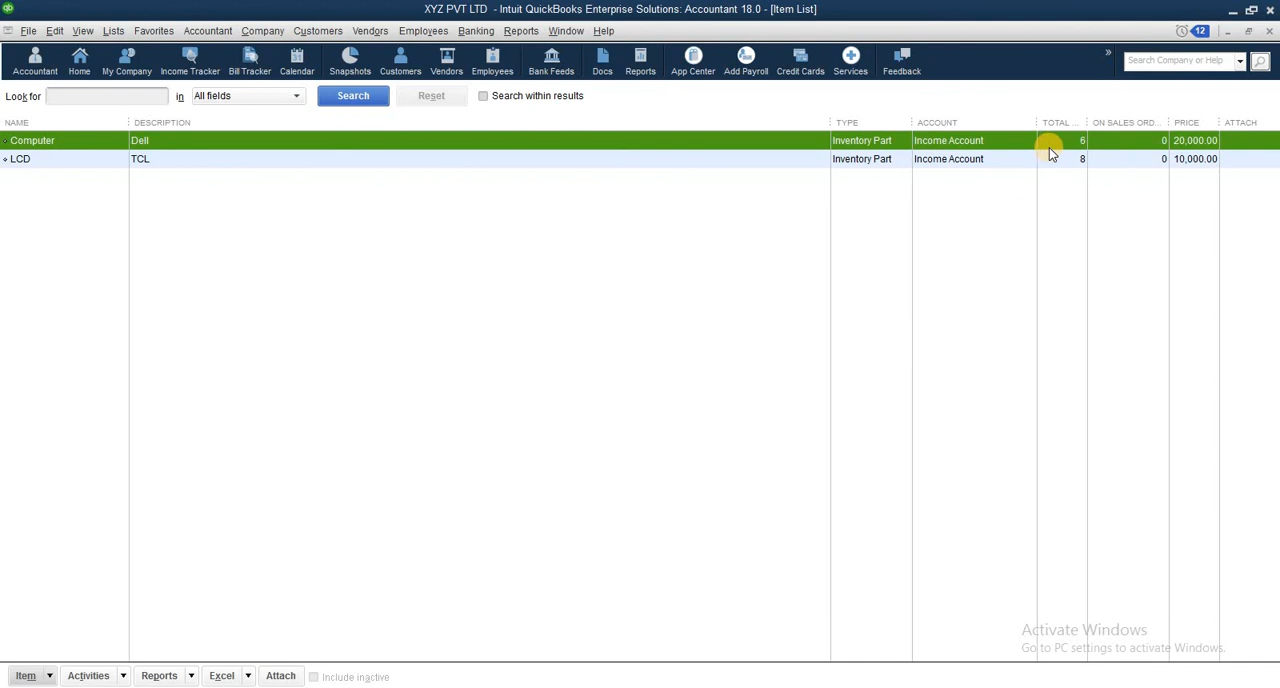 XYZ PVT LTD - Intuit QuickBooks Enterprise Solutions: Accountant 18.0 - [Item List]
File Edit View Lists Favorites Accountant Company Customers Vendors Employees Banking Reports Window Help 12
Accountant Home My Company Income Tracker Bill Tracker Calendar Snapshots Customers Vendors Employees Bank Feeds Docs Reports App Center Add Payroll Credit Cards Services Feedback » Search Company or Help
Look for in All fields Search Reset Search within results
NAME DESCRIPTION TYPE ACCOUNT TOTAL ... ON SALES ORD... PRICE ATTACH
Computer Dell Inventory Part Income Account 6 0 20,000.00
LCD TCL Inventory Part Income Account 8 0 10,000.00
Activate Windows
Go to PC settings to activate Windows.
Item Activities Reports Excel Attach Include inactive